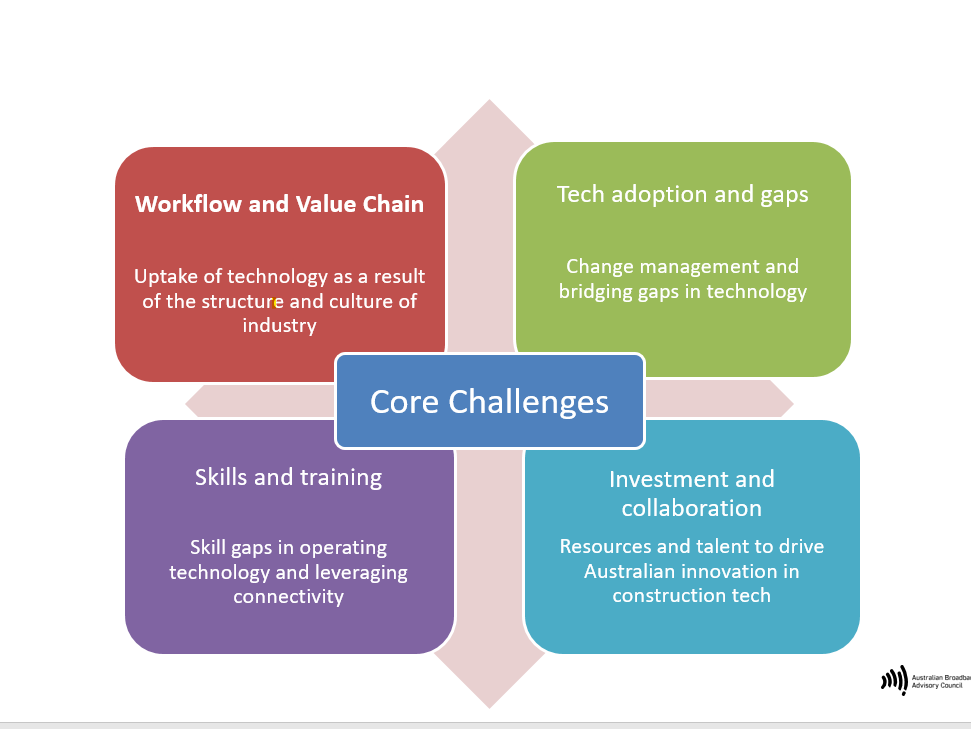 Workflow and Value Chain
Uptake of technology as a result
of the structure and culture of
industry
Tech adoption and gaps
Change management and
bridging gaps in technology
Core Challenges
Skills and training
Skill gaps in operating
technology and leveraging
connectivity
Investment and
collaboration
Resources and talent to drive
Australian innovation in
construction tech
Australian Broadba
Advisory Council